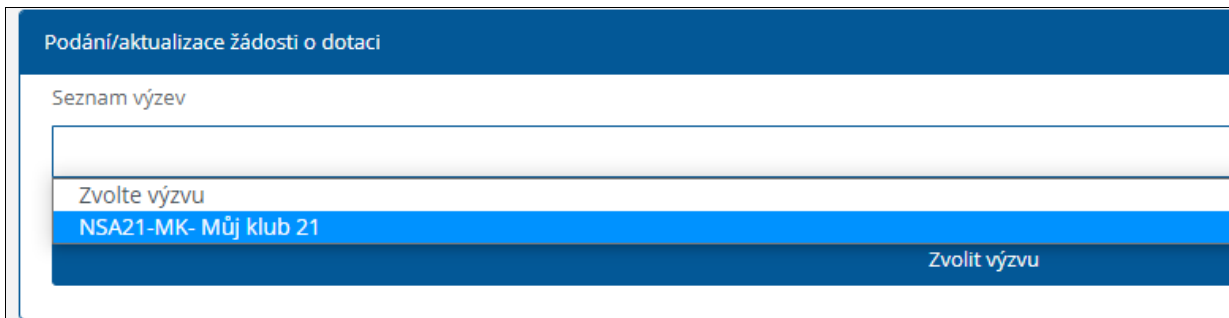 Podání/aktualizace žádosti o dotaci
Seznam výzev
Zvolte výzvu
NSA21-MK- Můj klub 21
Zvolit výzvu